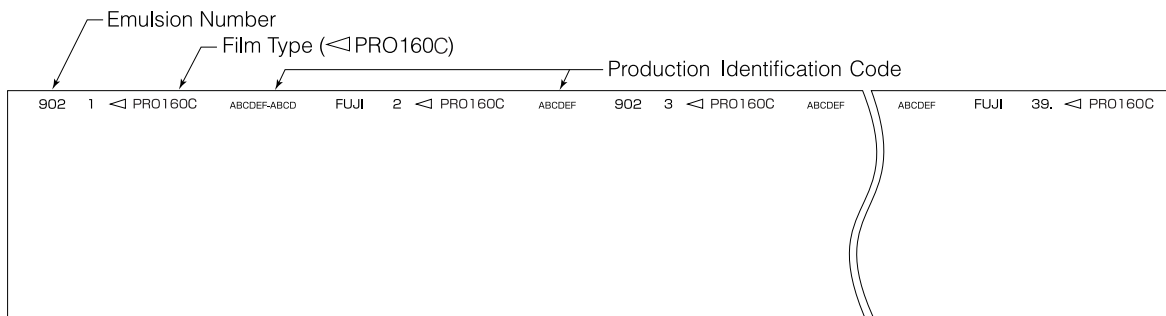 Emulsion Number
Film Type (◁PRO160C)
Production Identification Code
902 1 ◁ PRO160C ABCDEF-ABCD FUJI 2 ◁ PRO160C ABCDEF 902 3 ◁ PRO160C ABCDEF ABCDEF FUJI 39. ◁ PRO160C